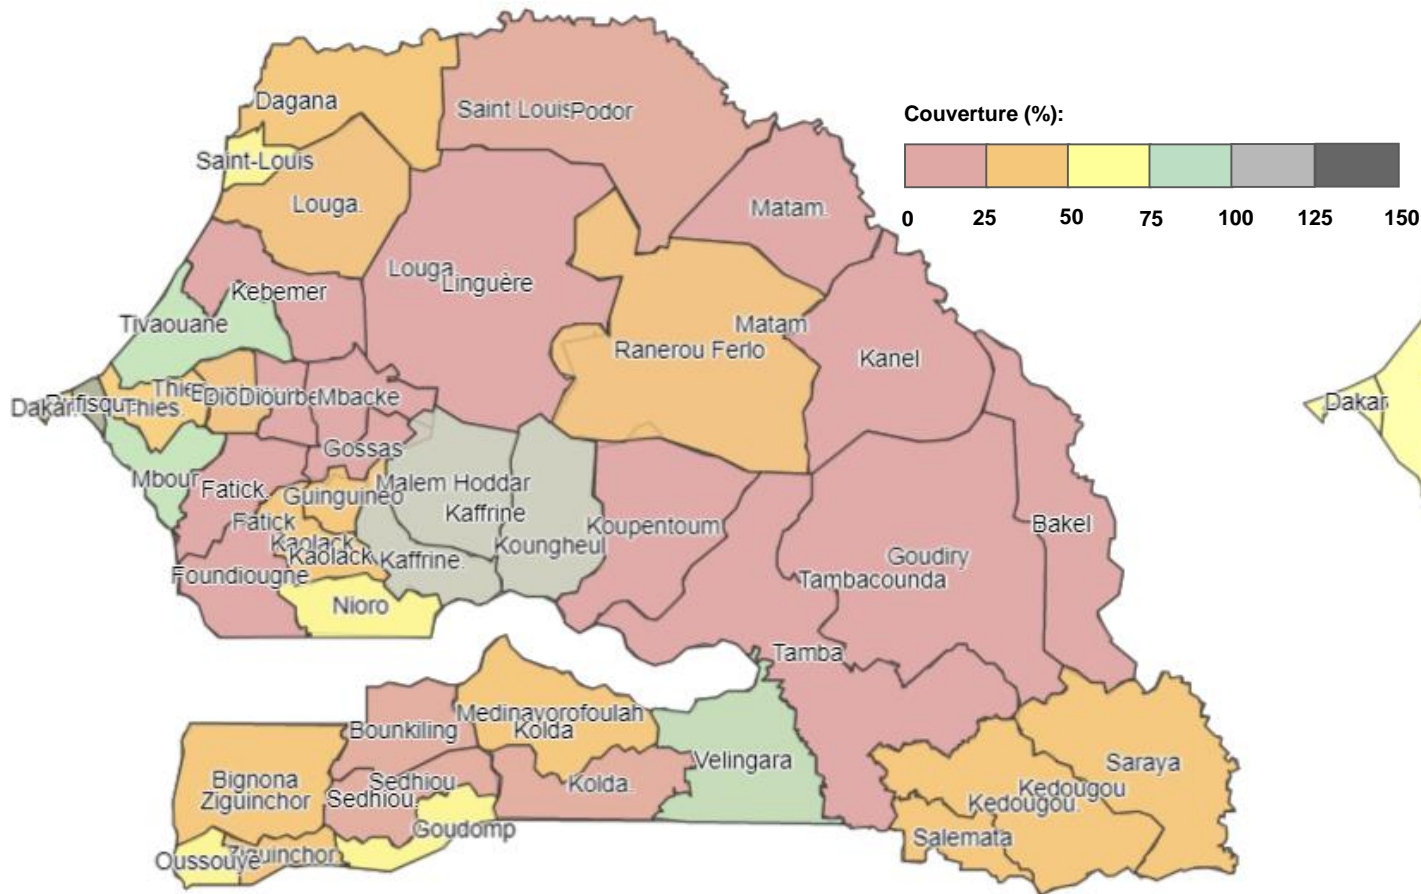 Dagana
Saint Louis
Podor
Couverture (%):
0 25 50 75 100 125 150
Saint-Louis
Louga.
Matam.
Louga
Linguère
Kebemer
Tivaouane
Matam
Ranerou Ferlo
Kanel
Thies.
Diourbe
Mbacke
Dakar.
Dakar
Gossas
Mbour
Fatick.
Guinguineo
Malem Hoddar
Kaffrine
Fatick
Kaolack
Kaolack
Koungheul
Koupentoum
Bakel
Kaffrine.
Goudiry
Tambacounda
Foundiougne
Nioro
Tamba
Medinayorofoulah
Kolda
Bounkiling
Velingara
Saraya
Bignona
Ziguinchor
Sedhiou
Sedhiou.
Kolda.
Kedougou
Kedougou.
Goudomp
Salemata
Oussouye
Ziguinchor